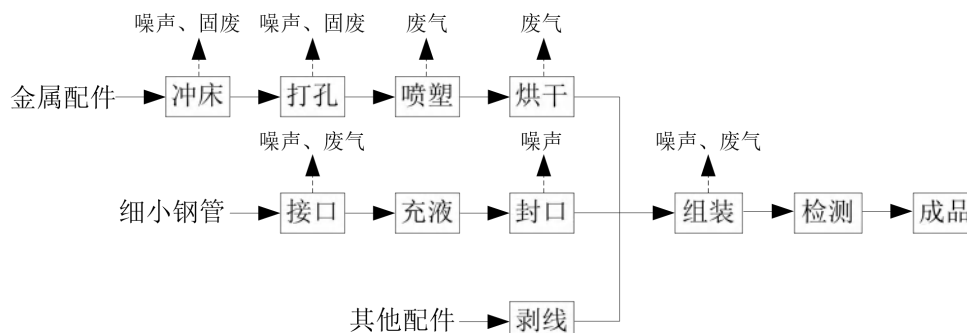 噪声、固废
噪声、固废
废气
废气
金属配件
冲床
打孔
喷塑
烘干
噪声、废气
噪声
噪声、废气
细小钢管
接口
充液
封口
组装
检测
成品
其他配件
剥线